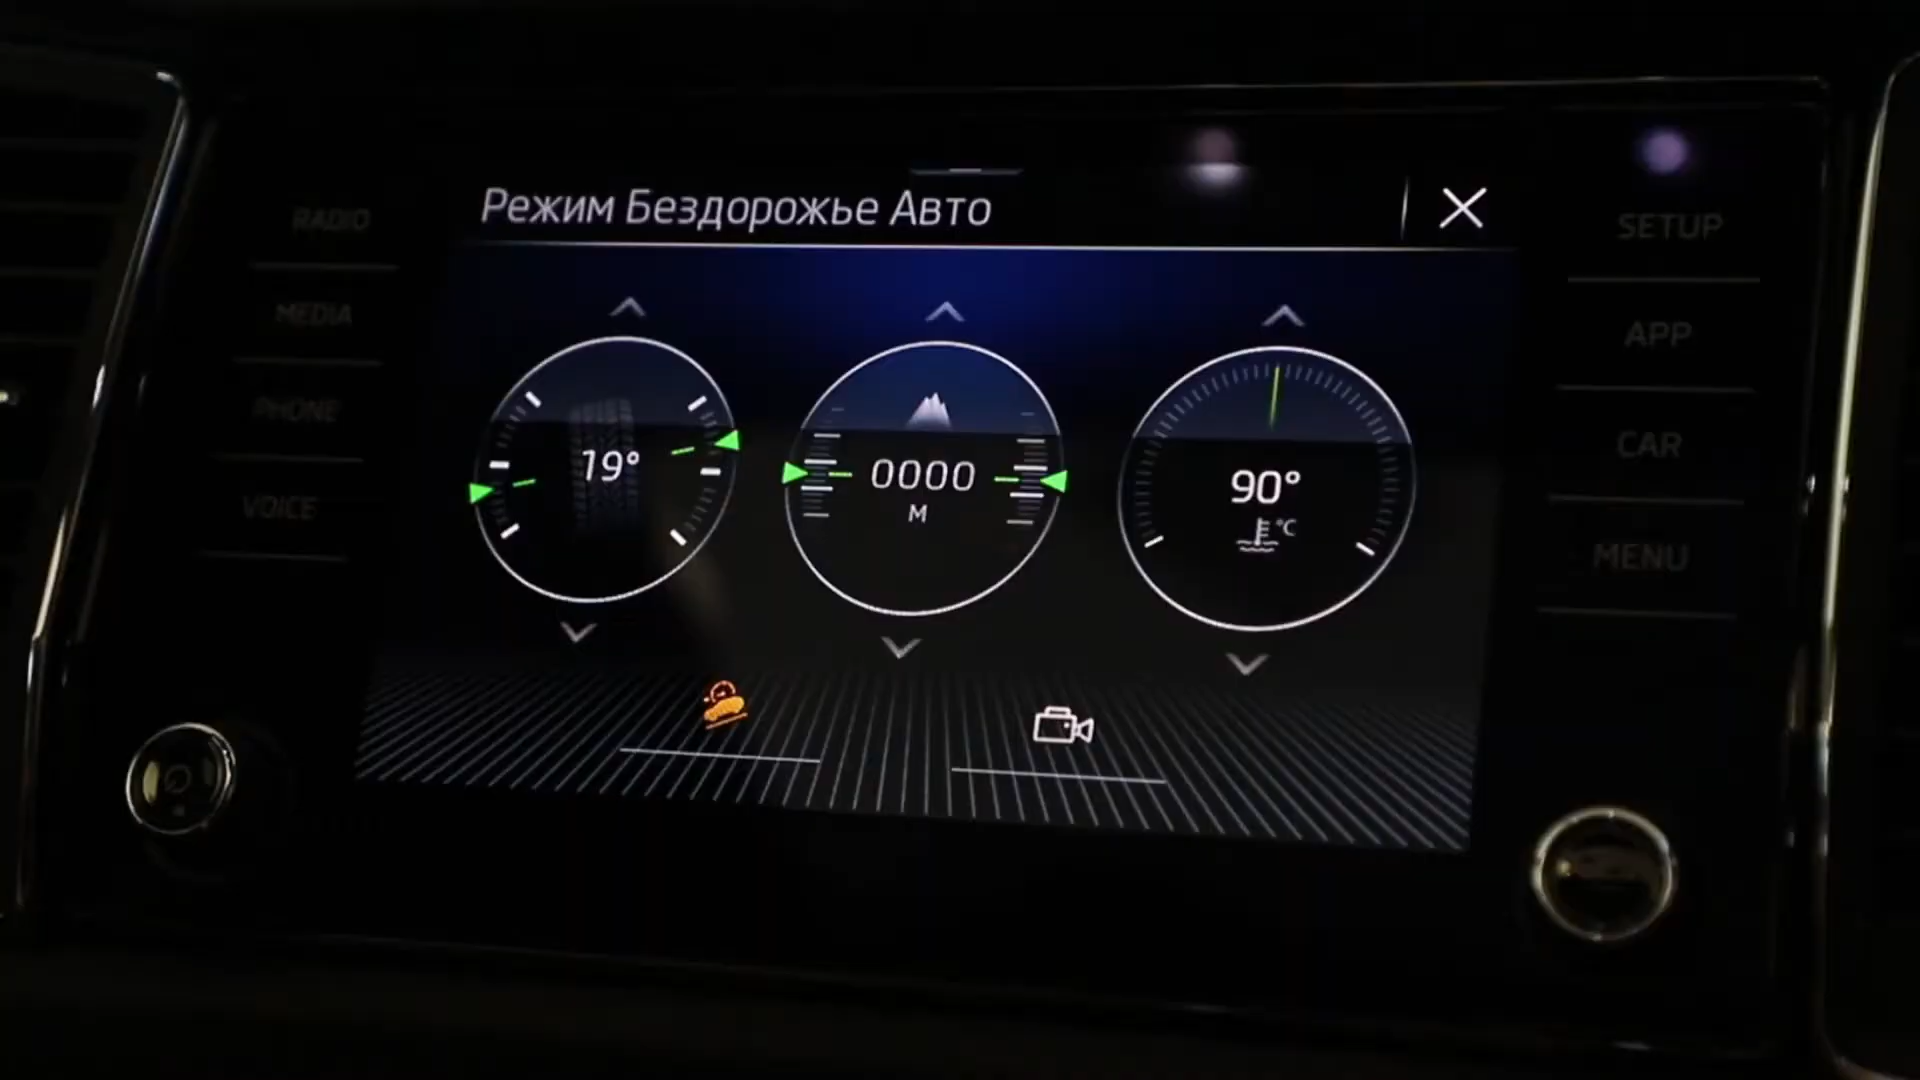 Режим Бездорожье Авто
RADIO
MEDIA
PHONE
VOICE
19°
0000
М
90°
°C
SETUP
APP
CAR
MENU